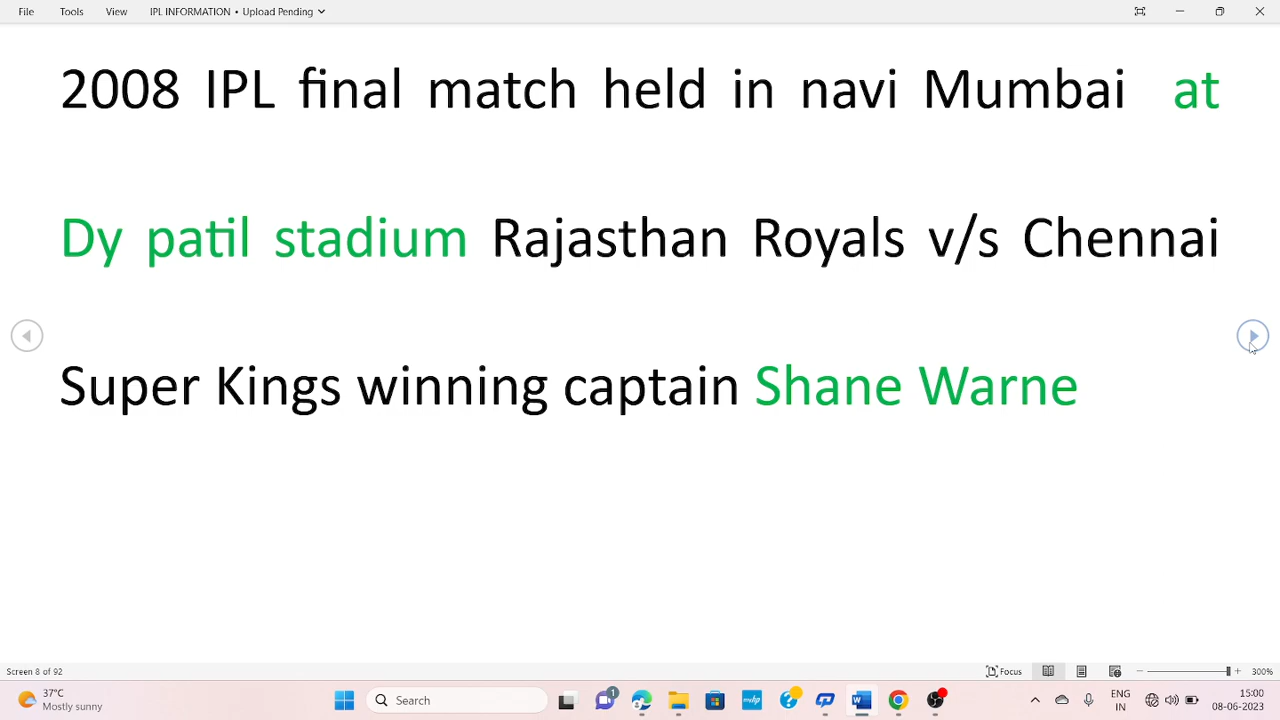 File Tools View IPL INFORMATION • Upload Pending
2008 IPL final match held in navi Mumbai at
Dy patil stadium Rajasthan Royals v/s Chennai
Super Kings winning captain Shane Warne
Screen 8 of 92
Focus
300%
37°C
Mostly sunny
Search
1
myhp
ENG
IN
15:00
08-06-2023